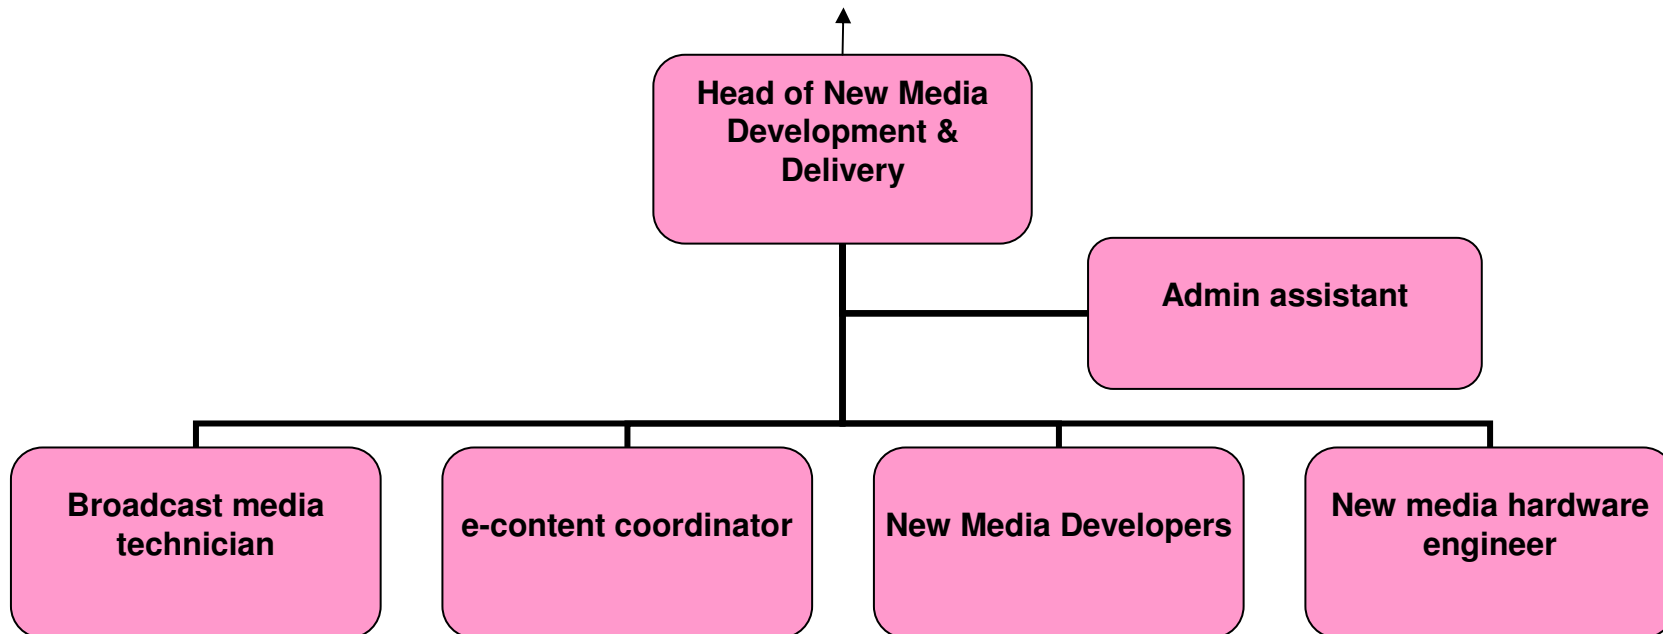 Head of New Media
Development &
Delivery
Admin assistant
Broadcast media
technician
e-content coordinator
New Media Developers
New media hardware
engineer